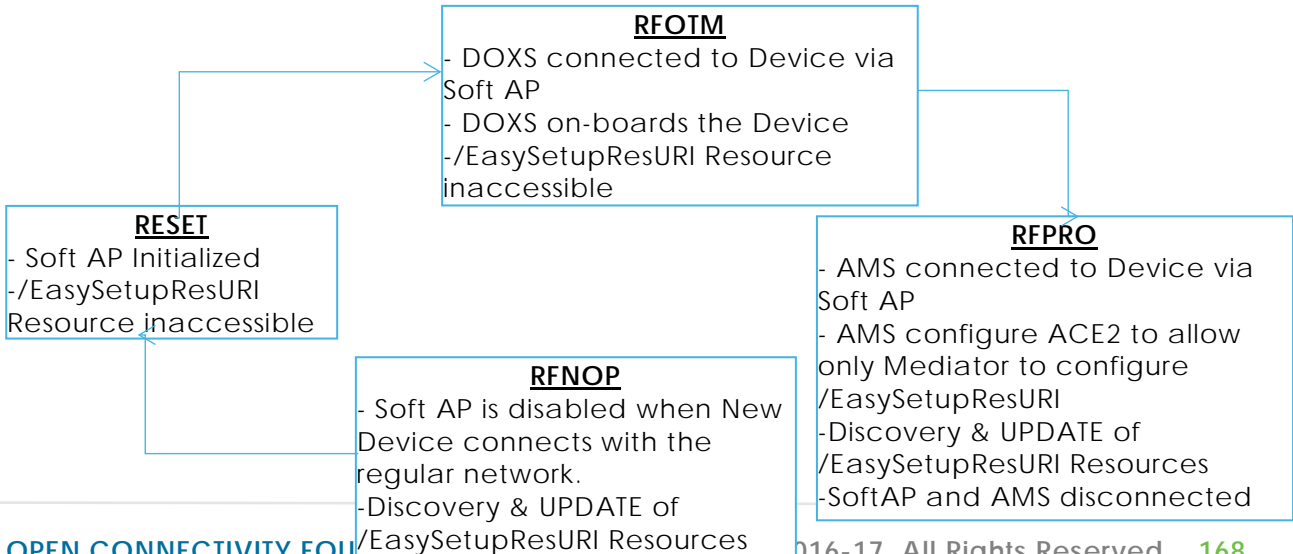 RFOTM
- DOXS connected to Device via
Soft AP
- DOXS on-boards the Device
-/EasySetupResURI Resource
inaccessible
RESET
- Soft AP Initialized
-/EasySetupResURI
Resource inaccessible
RFPRO
- AMS connected to Device via
Soft AP
- AMS configure ACE2 to allow
only Mediator to configure
/EasySetupResURI
-Discovery & UPDATE of
/EasySetupResURI Resources
-SoftAP and AMS disconnected
RFNOP
- Soft AP is disabled when New
Device connects with the
regular network.
-Discovery & UPDATE of
/EasySetupResURI Resources
OPEN CONNECTIVITY 016-17. All Rights Reserved. 168